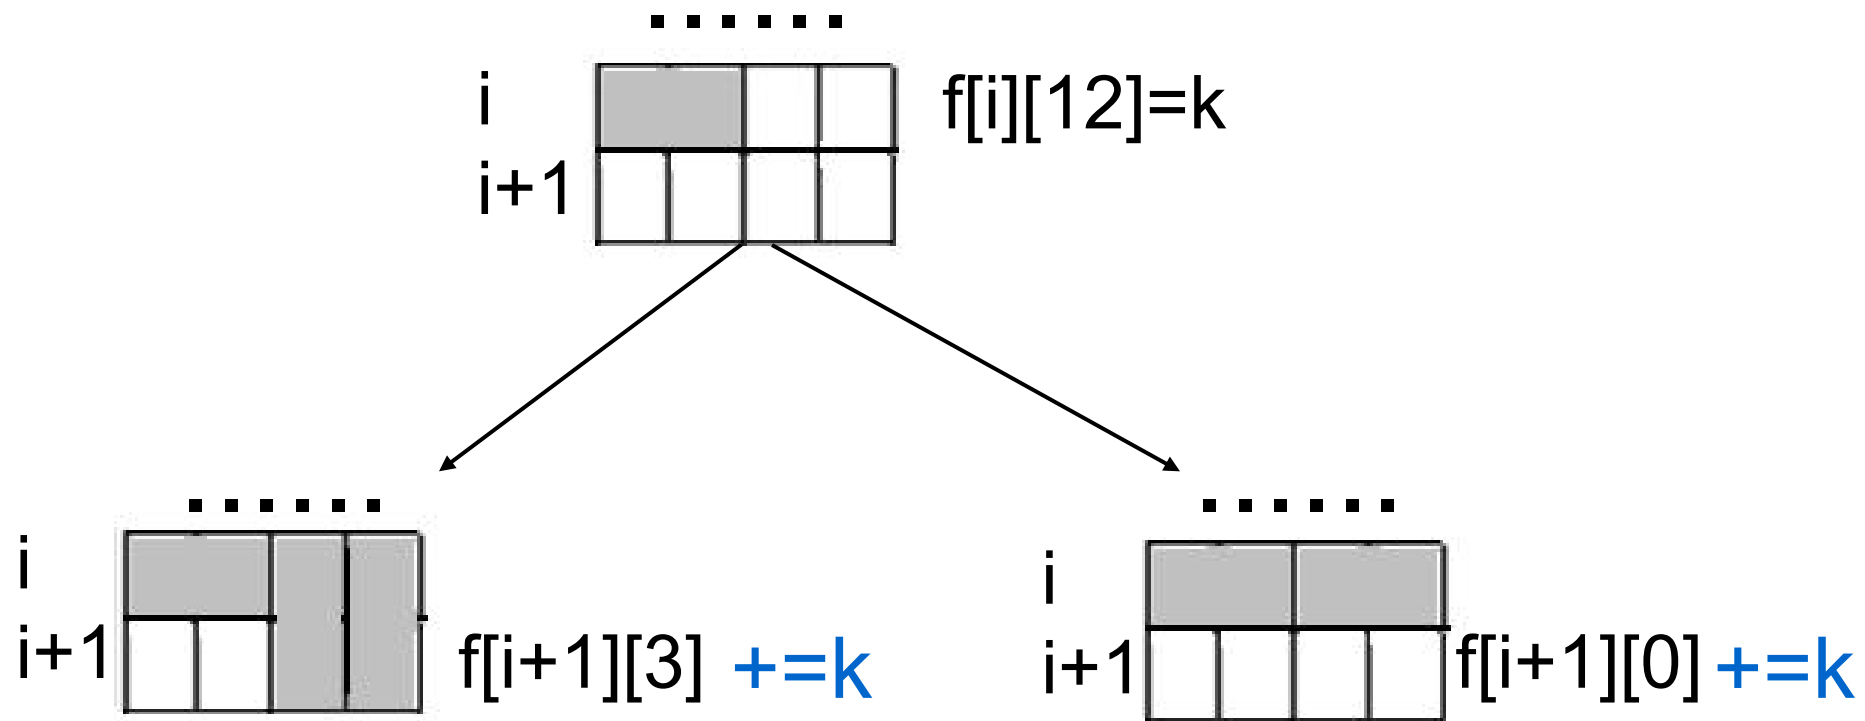 ......
i f[i][12]=k
i+1
......
i
i+1 f[i+1][3] +=k
......
i
i+1 f[i+1][0] +=k